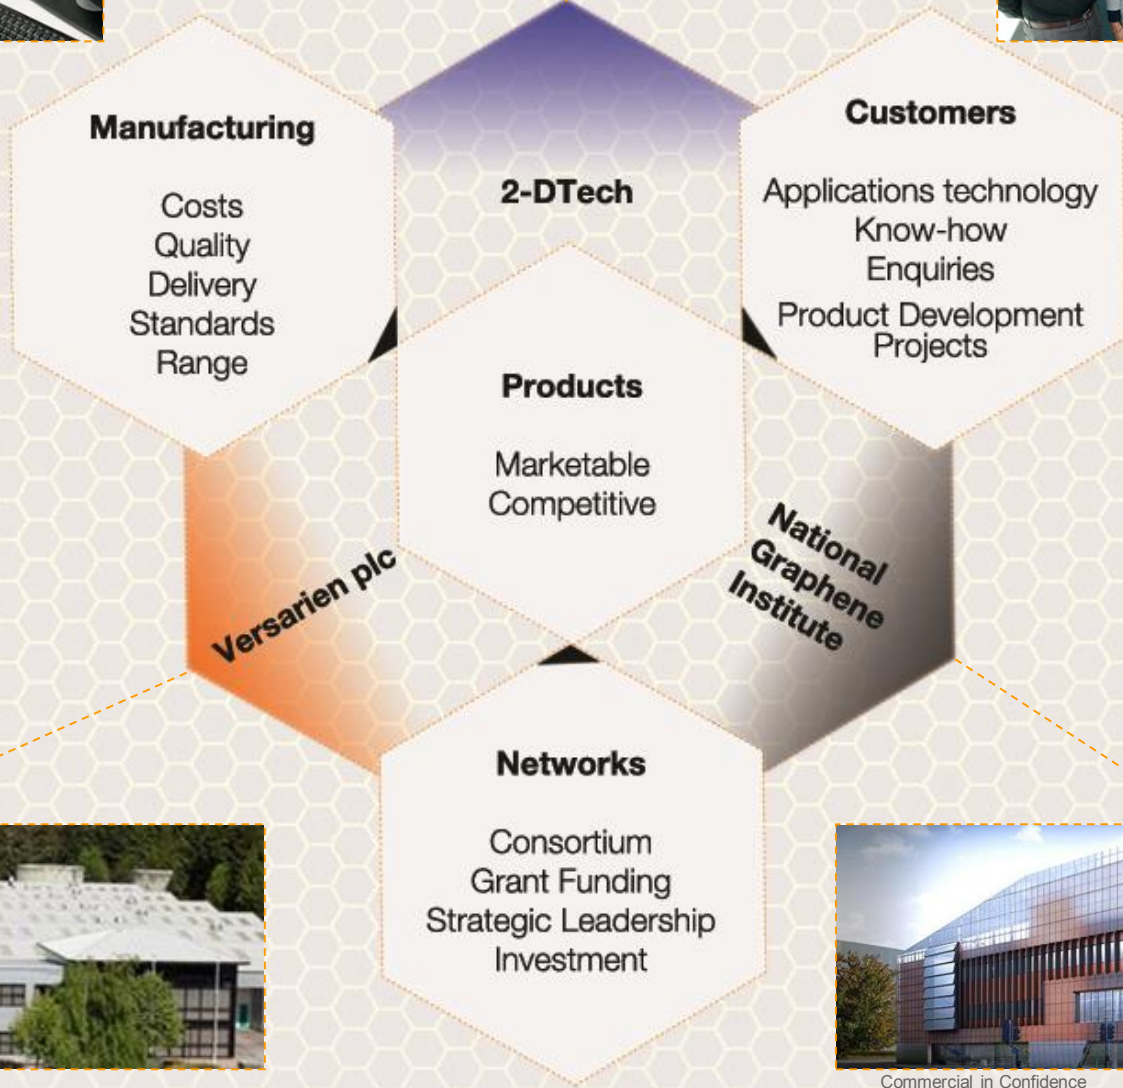 Manufacturing
Costs
Quality
Delivery
Standards
Range
2-DTech
Customers
Applications technology
Know-how
Enquiries
Product Development
Projects
Products
Marketable
Competitive
Versarien plc
National
Graphene
Institute
Networks
Consortium
Grant Funding
Strategic Leadership
Investment
Commercial in Confidence